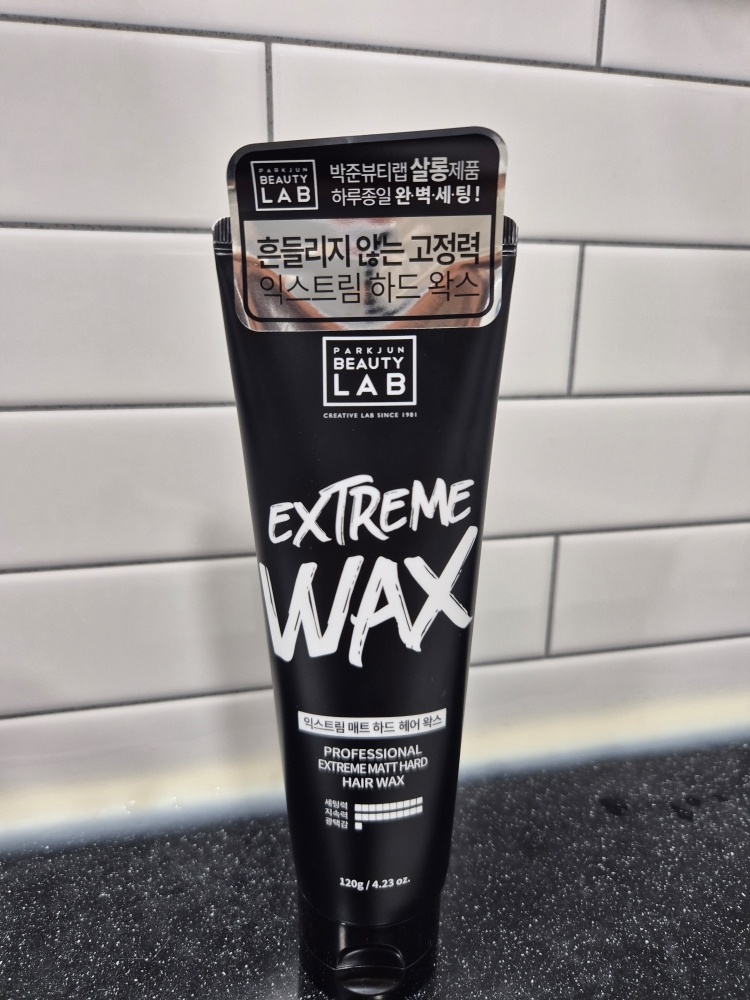 PARKJUN
BEAUTY
LAB
박준뷰티랩 살롱제품
하루종일 완·벽·세·팅!
흔들리지 않는 고정력
익스트림 하드 왁스
PARKJUN
BEAUTY
LAB
CREATIVE LAB SINCE 1981
EXTREME
WAX
익스트림 매트 하드 헤어 왁스
PROFESSIONAL
EXTREME MATT HARD
HAIR WAX
세팅력
지속력
광택감
120g / 4.23 oz.